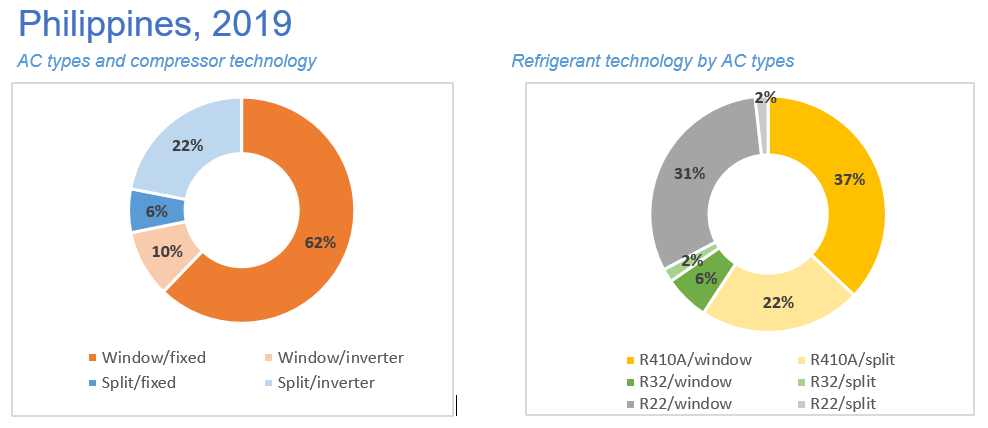 Philippines, 2019
AC types and compressor technology
22%
6%
10%
62%
Window/fixed Window/inverter
Split/fixed Split/inverter
Refrigerant technology by AC types
2%
31%
37%
2%
6%
22%
R410A/window R410A/split
R32/window R32/split
R22/window R22/split